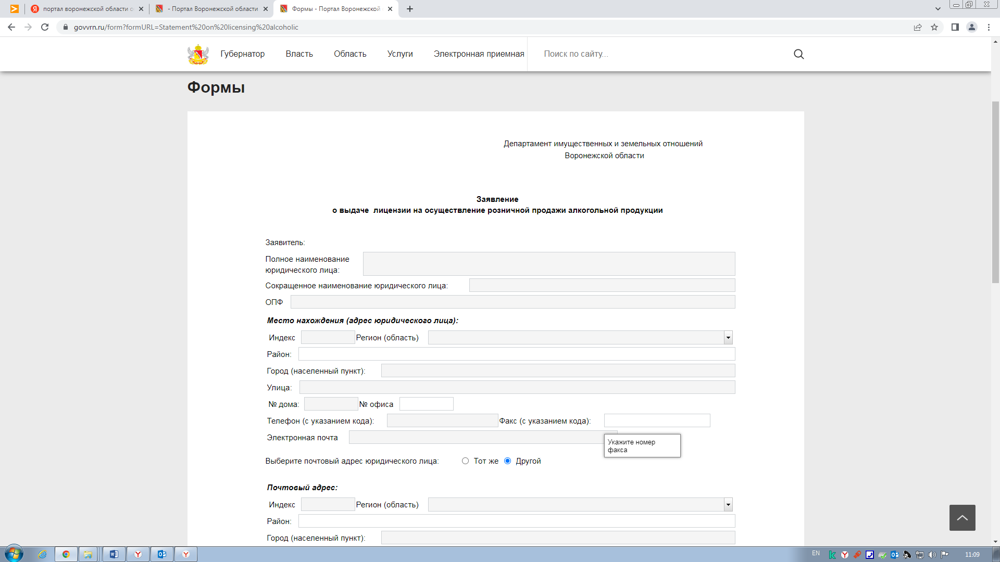 портал воронежской области о
- Портал Воронежской области
Формы - Портал Воронежской
govvrn.ru/form?formURL=Statement%20on%20licensing%20alcoholic
Губернатор Власть Область Услуги Электронная приемная Поиск по сайту...
Формы
Департамент имущественных и земельных отношений
Воронежской области
Заявление
о выдаче лицензии на осуществление розничной продажи алкогольной продукции
Заявитель:
Полное наименование
юридического лица:
Сокращенное наименование юридического лица:
ОПФ
Место нахождения (адрес юридического лица):
Индекс Регион (область)
Район:
Город (населенный пункт):
Улица:
№ дома: № офиса
Телефон (с указанием кода): Факс (с указанием кода):
Электронная почта
Укажите номер
факса
Выберите почтовый адрес юридического лица: Тот же Другой
Почтовый адрес:
Индекс Регион (область)
Район:
Город (населенный пункт):
EN 11:09